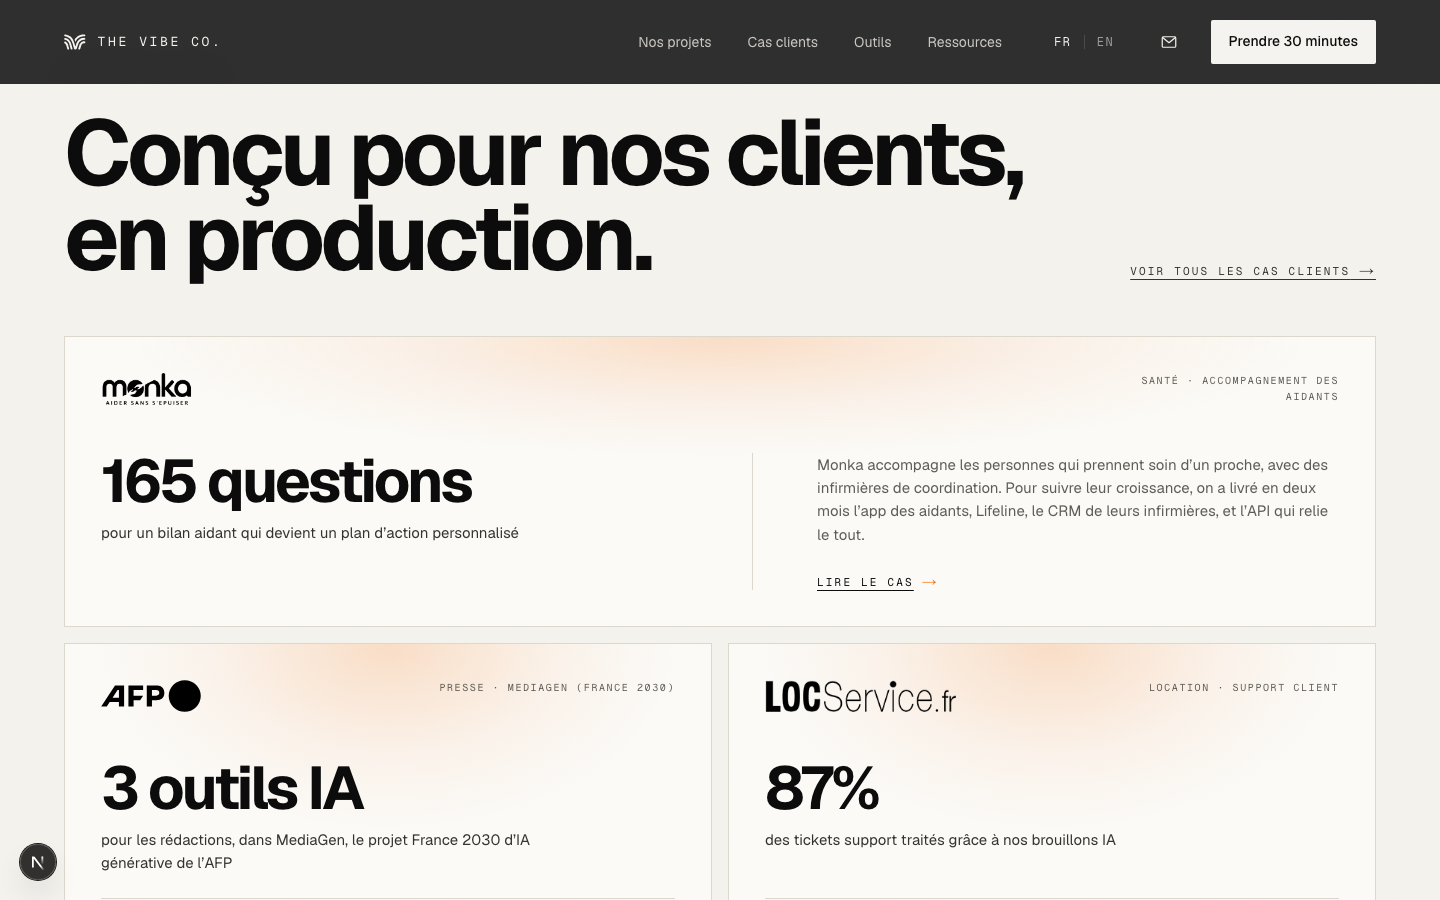 THE VIBE CO.
Nos projets
Cas clients
Outils
Ressources
FR
EN
Prendre 30 minutes
Conçu pour nos clients,
en production.
VOIR TOUS LES CAS CLIENTS →
monka
AIDER SANS S'ÉPUISER
SANTÉ · ACCOMPAGNEMENT DES
AIDANTS
165 questions
pour un bilan aidant qui devient un plan d’action personnalisé
Monka accompagne les personnes qui prennent soin d’un proche, avec des
infirmières de coordination. Pour suivre leur croissance, on a livré en deux
mois l’app des aidants, Lifeline, le CRM de leurs infirmières, et l’API qui relie
le tout.
LIRE LE CAS →
AFP
PRESSE · MEDIAGEN (FRANCE 2030)
3 outils IA
pour les rédactions, dans MediaGen, le projet France 2030 d’IA
générative de l’AFP
LOCService.fr
LOCATION · SUPPORT CLIENT
87%
des tickets support traités grâce à nos brouillons IA
N